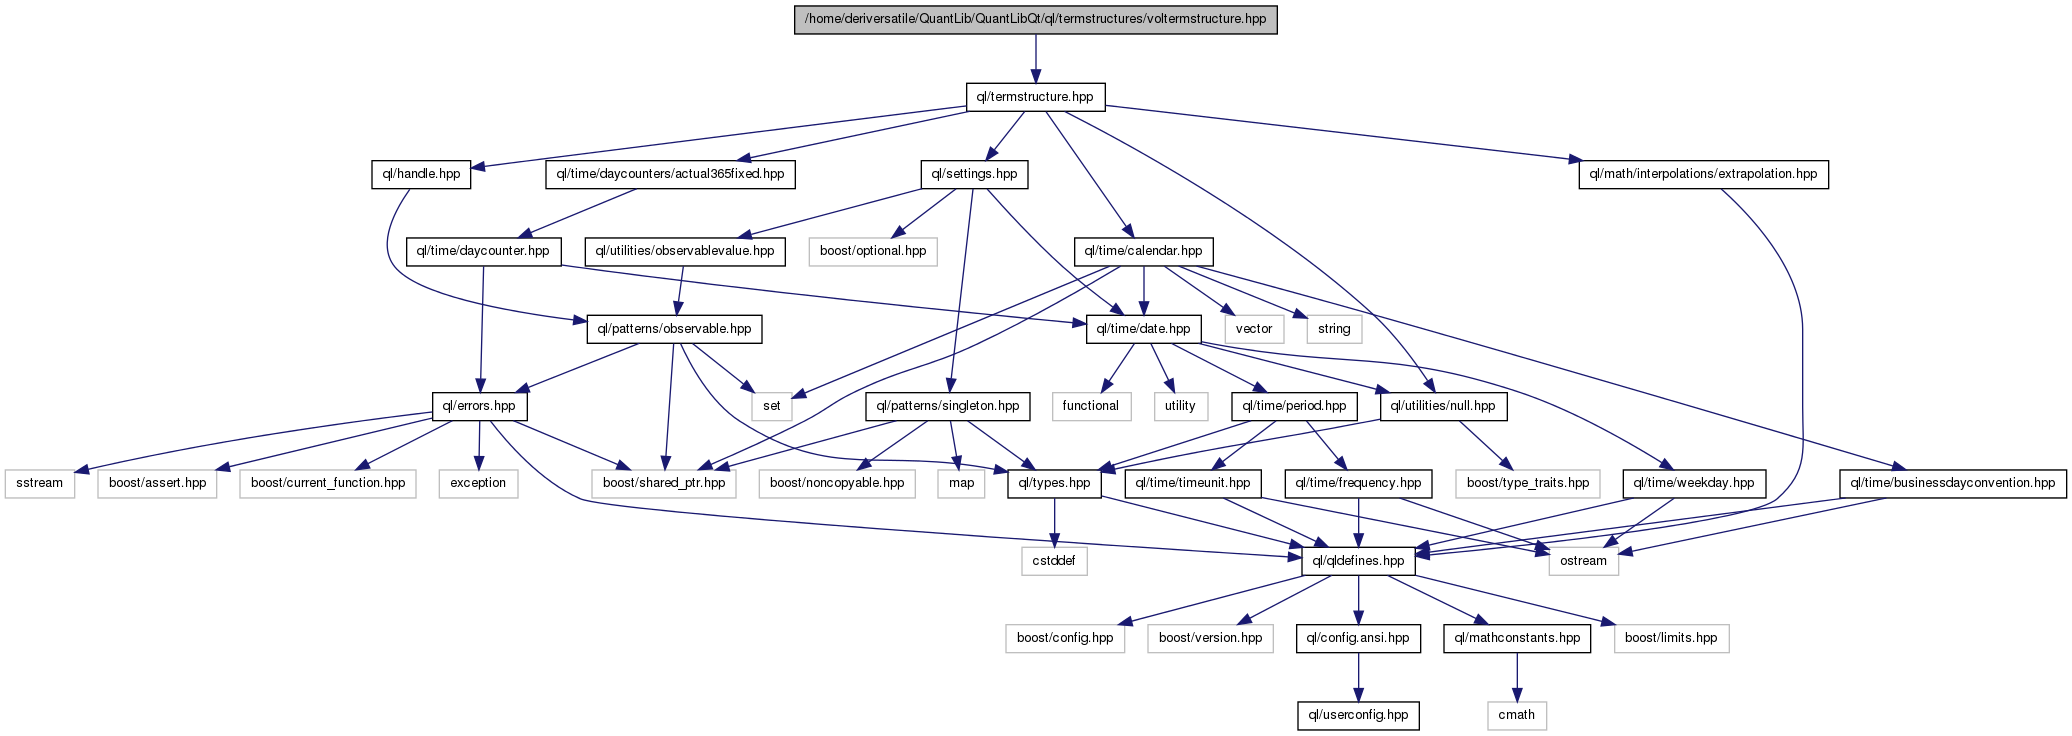 /home/deriversatile/QuantLib/QuantLibQt/ql/termstructures/voltermstructure.hpp
ql/termstructure.hpp
ql/handle.hpp
ql/time/daycounters/actual365fixed.hpp
ql/settings.hpp
ql/math/interpolations/extrapolation.hpp
ql/time/daycounter.hpp
ql/utilities/observablevalue.hpp
boost/optional.hpp
ql/time/calendar.hpp
ql/patterns/observable.hpp
ql/time/date.hpp
vector
string
ql/errors.hpp
set
ql/patterns/singleton.hpp
functional
utility
ql/time/period.hpp
ql/utilities/null.hpp
sstream
boost/assert.hpp
boost/current_function.hpp
exception
boost/shared_ptr.hpp
boost/noncopyable.hpp
map
ql/types.hpp
ql/time/timeunit.hpp
ql/time/frequency.hpp
boost/type_traits.hpp
ql/time/weekday.hpp
ql/time/businessdayconvention.hpp
cstddef
ql/qldefines.hpp
ostream
boost/config.hpp
boost/version.hpp
ql/config.ansi.hpp
ql/mathconstants.hpp
boost/limits.hpp
ql/userconfig.hpp
cmath